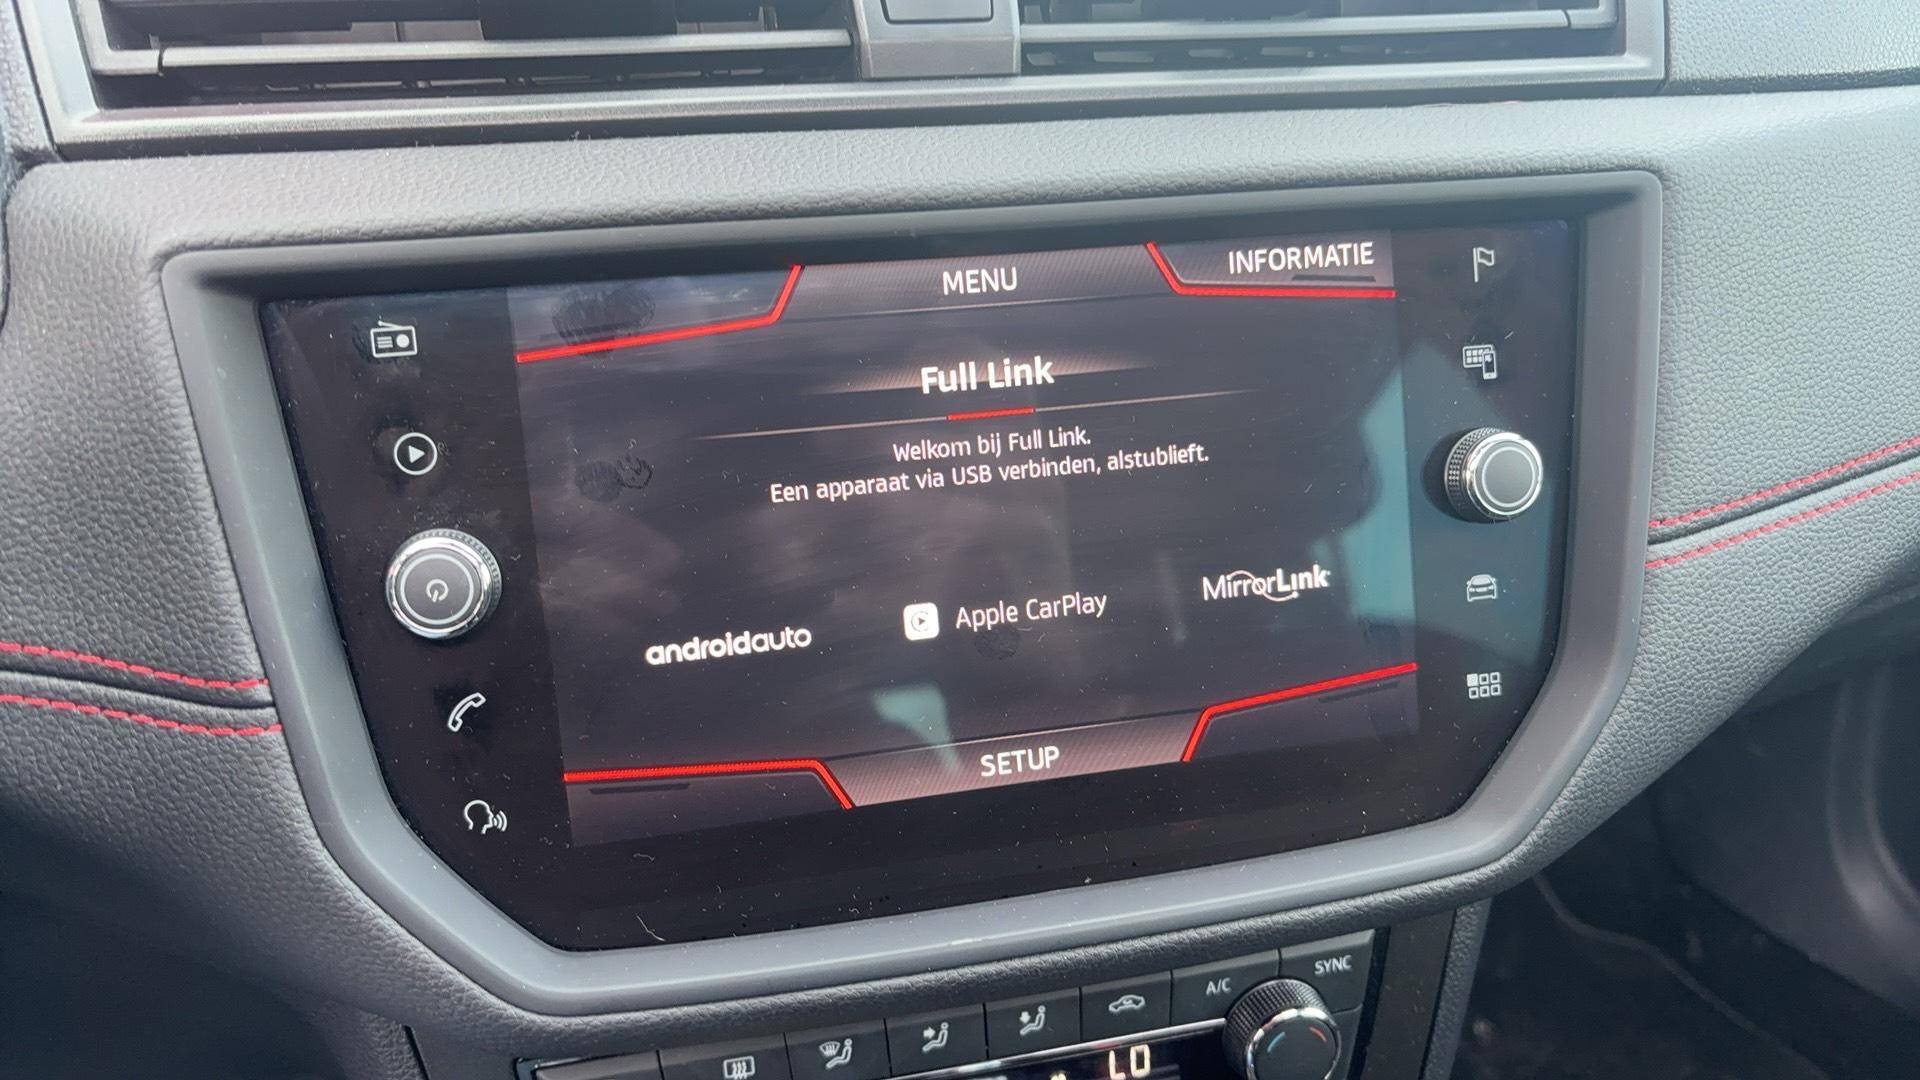 MENU
INFORMATIE
Full Link
Welkom bij Full Link.
Een apparaat via USB verbinden, alstublieft.
androidauto
Apple CarPlay
MirrorLink
SETUP
A/C
SYNC
LO